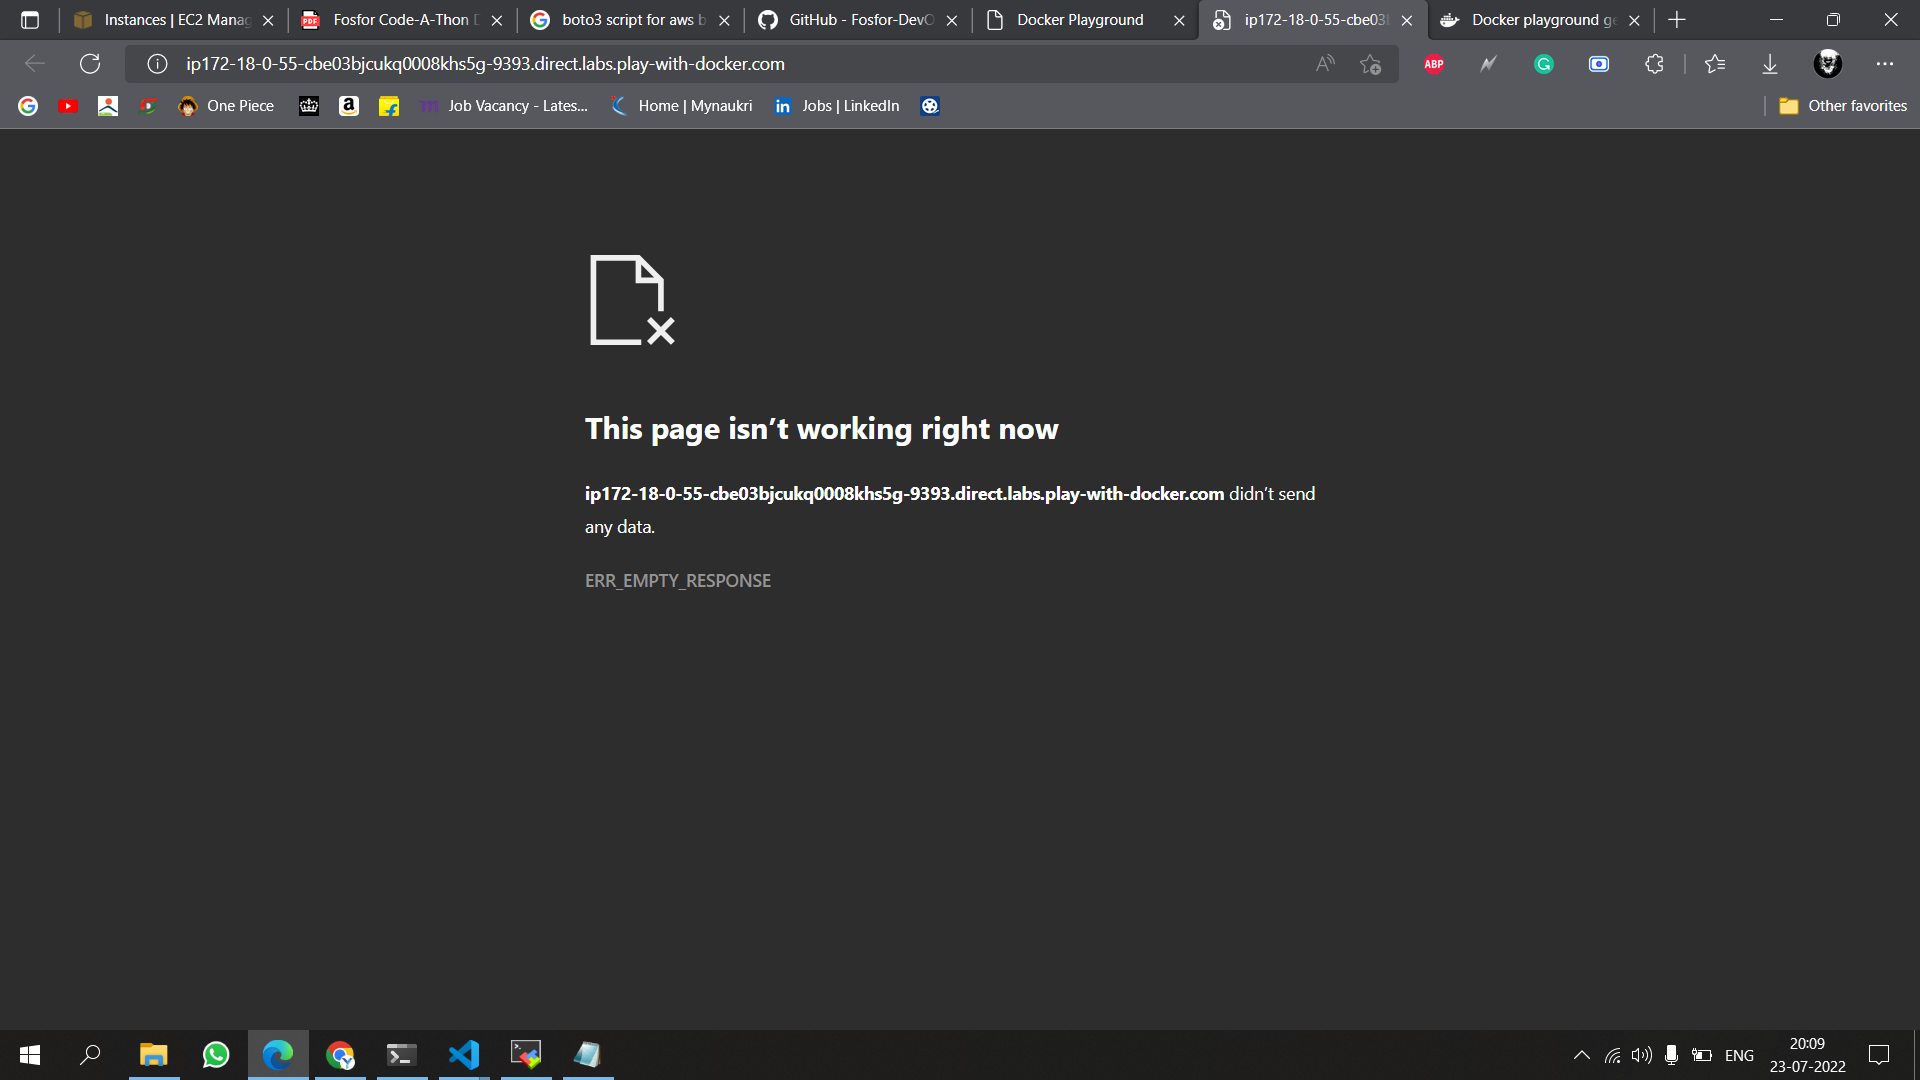 Instances | EC2 Manag
PDF
Fosfor Code-A-Thon D
boto3 script for aws b
GitHub - Fosfor-DevO
Docker Playground
ip172-18-0-55-cbe03b
Docker playground ge
ip172-18-0-55-cbe03bjcukq0008khs5g-9393.direct.labs.play-with-docker.com
ABP
One Piece
Job Vacancy - Lates...
Home | Mynaukri
Jobs | LinkedIn
Other favorites
This page isn’t working right now
ip172-18-0-55-cbe03bjcukq0008khs5g-9393.direct.labs.play-with-docker.com didn’t send
any data.
ERR_EMPTY_RESPONSE
ENG
20:09
23-07-2022